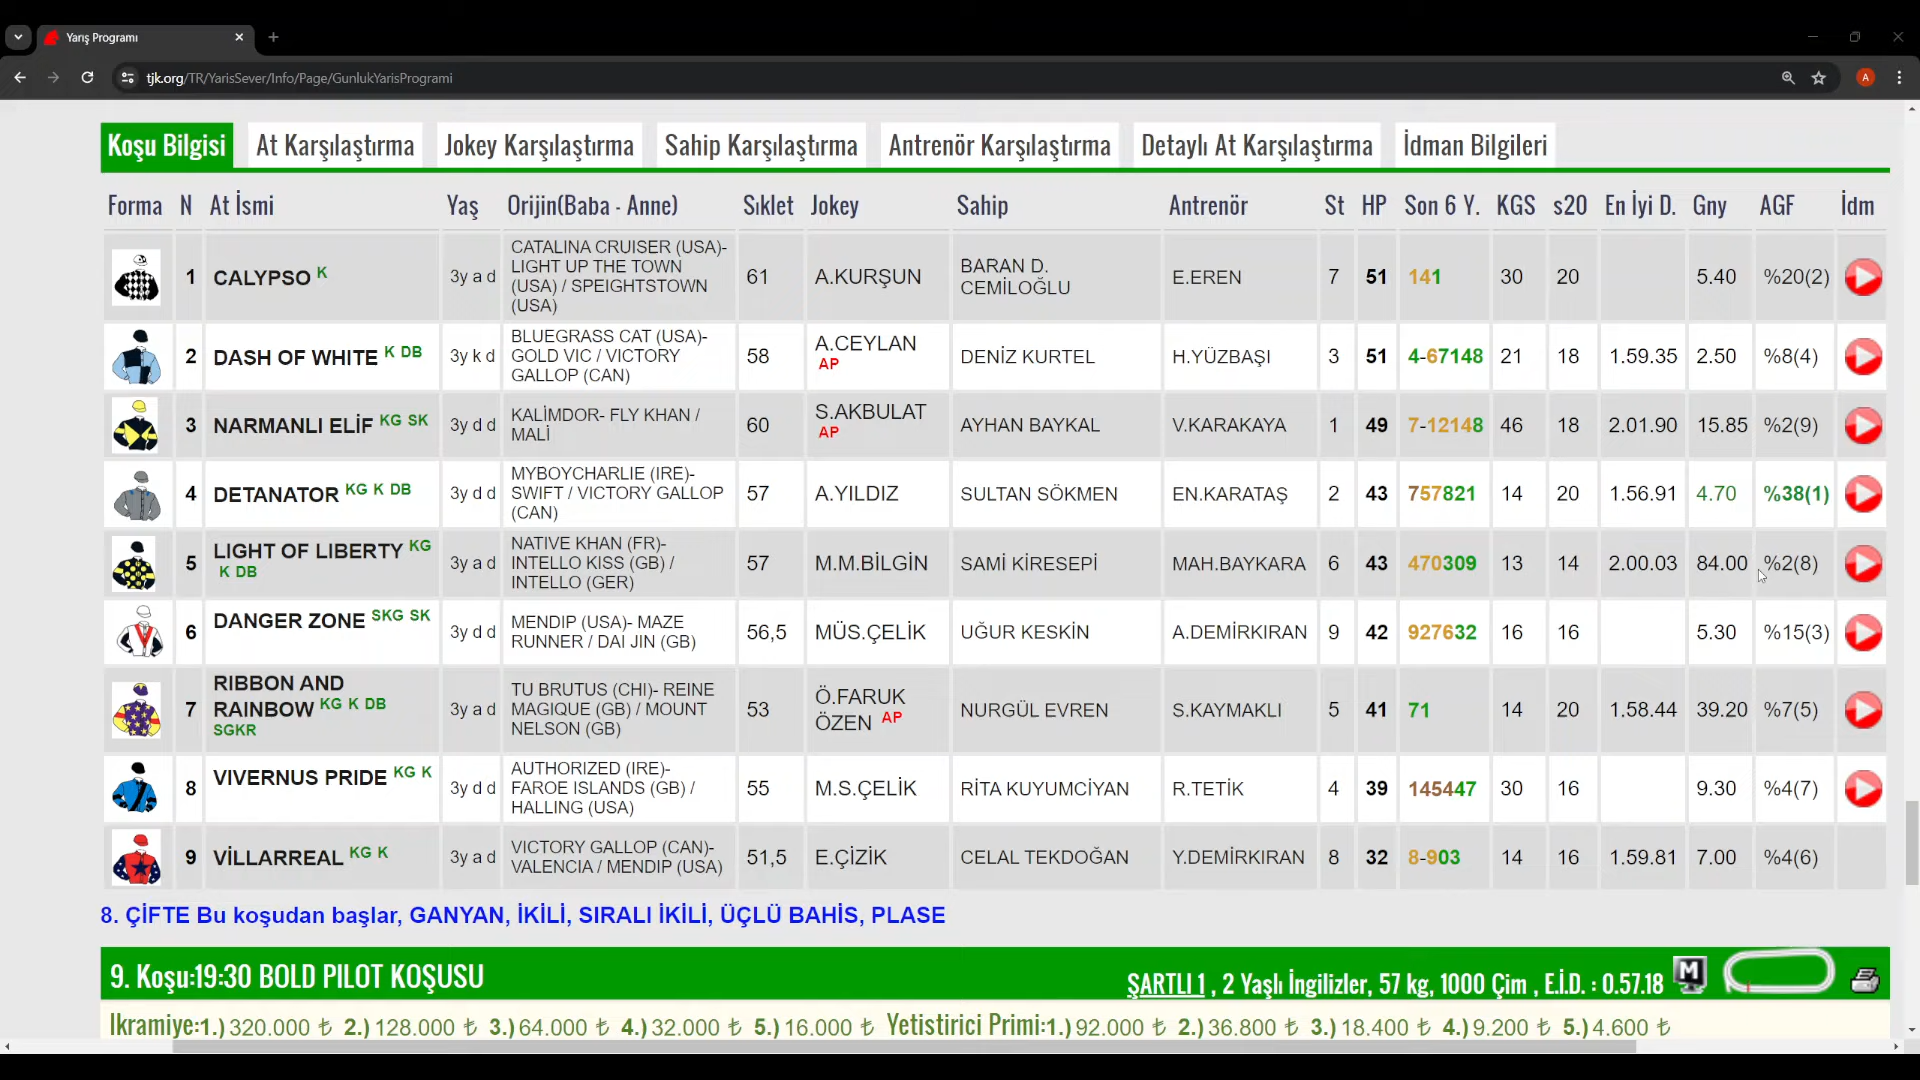 Yarış Programı
tjk.org/TR/YarisSever/Info/Page/GunlukYarisProgrami
A
Koşu Bilgisi At Karşılaştırma Jokey Karşılaştırma Sahip Karşılaştırma Antrenör Karşılaştırma Detaylı At Karşılaştırma İdman Bilgileri
Forma N At İsmi Yaş Orijin(Baba - Anne) Sıklet Jokey Sahip Antrenör St HP Son 6 Y. KGS s20 En İyi D. Gny AGF İdm
1 CALYPSO K 3y a d CATALINA CRUISER (USA)- LIGHT UP THE TOWN (USA) / SPEIGHTSTOWN (USA) 61 A.KURŞUN BARAN D. CEMİLOĞLU E.EREN 7 51 141 30 20 5.40 %20(2)
2 DASH OF WHITE K DB 3y k d BLUEGRASS CAT (USA)- GOLD VIC / VICTORY GALLOP (CAN) 58 A.CEYLAN AP DENİZ KURTEL H.YÜZBAŞI 3 51 4-67148 21 18 1.59.35 2.50 %8(4)
3 NARMANLI ELİF KG SK 3y d d KALİMDOR- FLY KHAN / MALİ 60 S.AKBULAT AP AYHAN BAYKAL V.KARAKAYA 1 49 7-12148 46 18 2.01.90 15.85 %2(9)
4 DETANATOR KG K DB 3y d d MYBOYCHARLIE (IRE)- SWIFT / VICTORY GALLOP (CAN) 57 A.YILDIZ SULTAN SÖKMEN EN.KARATAŞ 2 43 757821 14 20 1.56.91 4.70 %38(1)
5 LIGHT OF LIBERTY KG K DB 3y a d NATIVE KHAN (FR)- INTELLO KISS (GB) / INTELLO (GER) 57 M.M.BİLGİN SAMİ KİRESEPİ MAH.BAYKARA 6 43 470309 13 14 2.00.03 84.00 %2(8)
6 DANGER ZONE SKG SK 3y d d MENDIP (USA)- MAZE RUNNER / DAI JIN (GB) 56,5 MÜS.ÇELİK UĞUR KESKİN A.DEMİRKIRAN 9 42 927632 16 16 5.30 %15(3)
7 RIBBON AND RAINBOW KG K DB SGKR 3y a d TU BRUTUS (CHI)- REINE MAGIQUE (GB) / MOUNT NELSON (GB) 53 Ö.FARUK ÖZEN AP NURGÜL EVREN S.KAYMAKLI 5 41 71 14 20 1.58.44 39.20 %7(5)
8 VIVERNUS PRIDE KG K 3y d d AUTHORIZED (IRE)- FAROE ISLANDS (GB) / HALLING (USA) 55 M.S.ÇELİK RİTA KUYUMCİYAN R.TETİK 4 39 145447 30 16 9.30 %4(7)
9 VİLLARREAL KG K 3y a d VICTORY GALLOP (CAN)- VALENCIA / MENDIP (USA) 51,5 E.ÇİZİK CELAL TEKDOĞAN Y.DEMİRKIRAN 8 32 8-903 14 16 1.59.81 7.00 %4(6)
8. ÇİFTE Bu koşudan başlar, GANYAN, İKİLİ, SIRALI İKİLİ, ÜÇLÜ BAHİS, PLASE
9. Koşu:19:30 BOLD PILOT KOŞUSU ŞARTLI 1 , 2 Yaşlı İngilizler, 57 kg, 1000 Çim , E.İ.D. : 0.57.18 M
Ikramiye:1.) 320.000 ₺ 2.) 128.000 ₺ 3.) 64.000 ₺ 4.) 32.000 ₺ 5.) 16.000 ₺ Yetistirici Primi:1.) 92.000 ₺ 2.) 36.800 ₺ 3.) 18.400 ₺ 4.) 9.200 ₺ 5.) 4.600 ₺